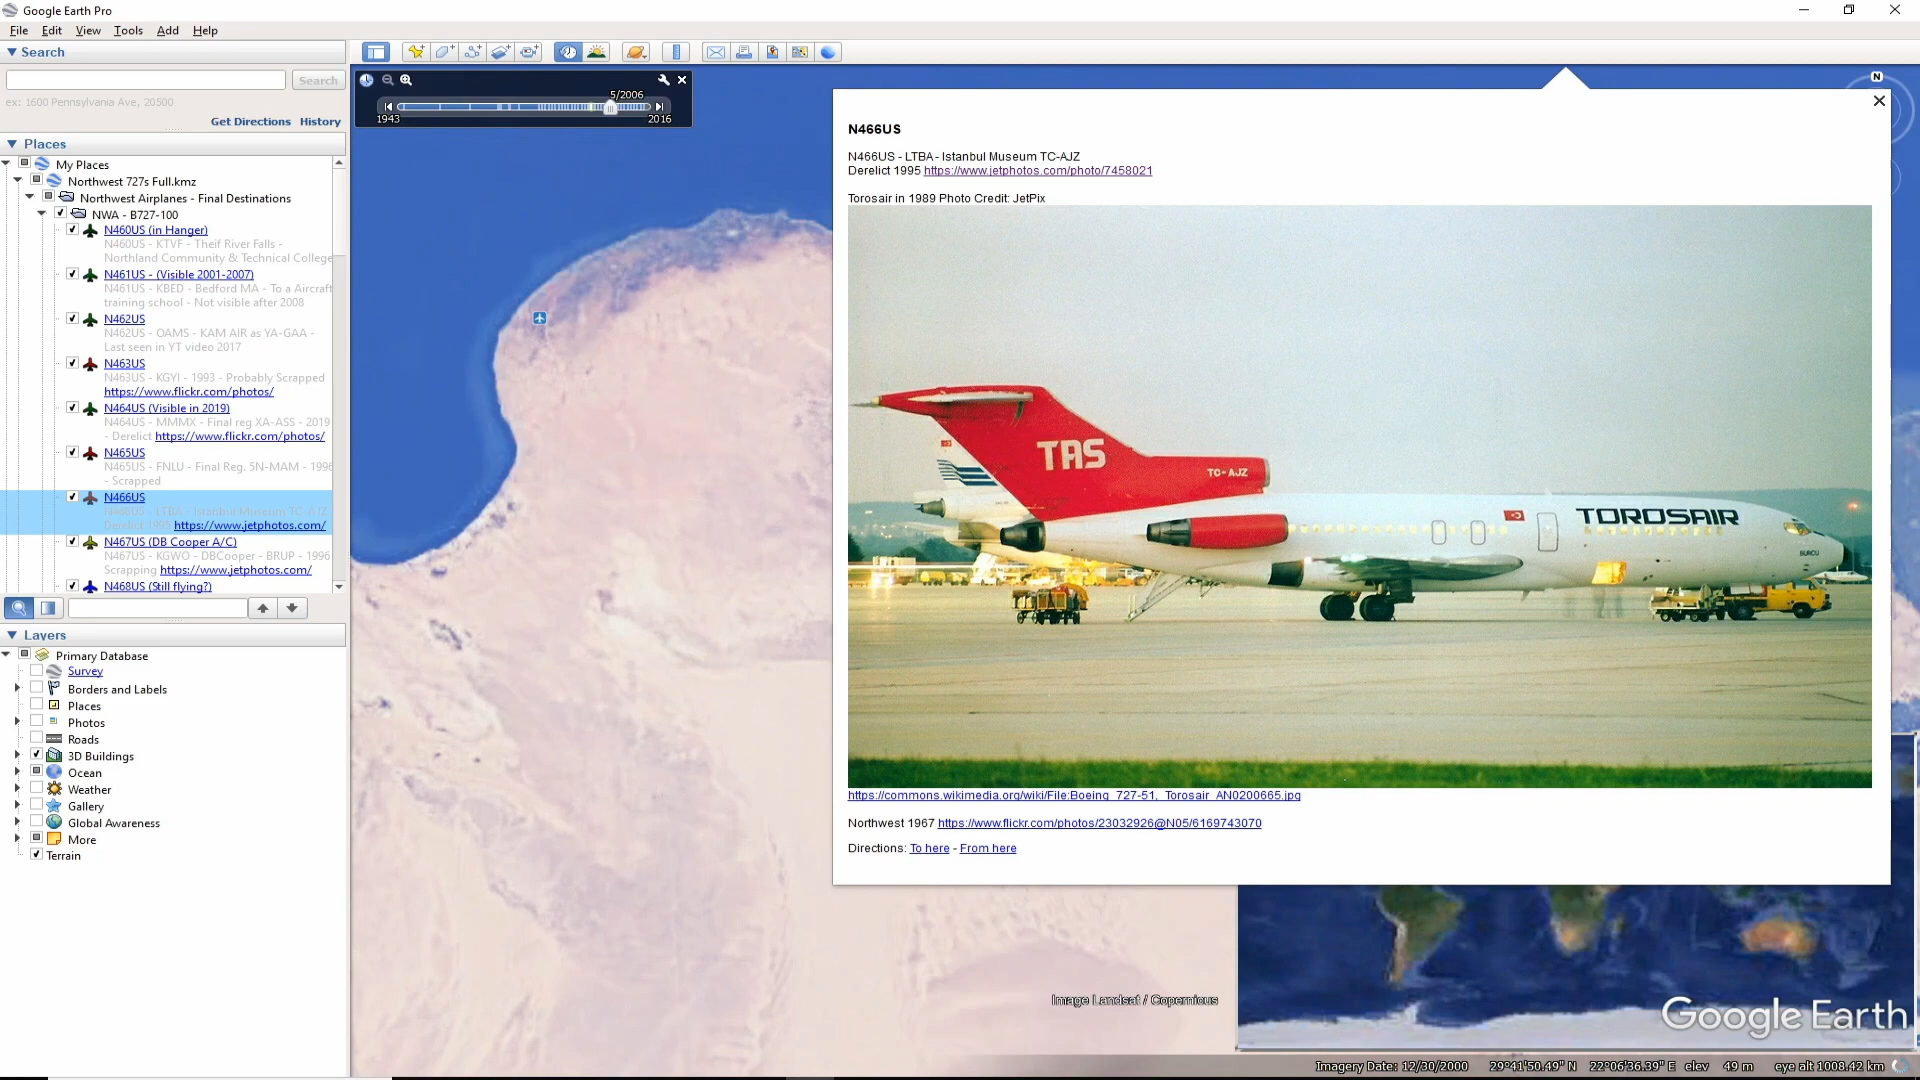 Google Earth Pro
File Edit View Tools Add Help
Search
Search
ex: 1600 Pennsylvania Ave, 20500
Get Directions History
Places
My Places
Northwest 727s Full.kmz
Northwest Airplanes - Final Destinations
NWA - B727-100
N460US (in Hanger)
N460US - KTVF - Theif River Falls -
Northland Community & Technical College
N461US - (Visible 2001-2007)
N461US - KBED - Bedford MA - To a Aircraft
training school - Not visible after 2008
N462US
N462US - OAMS - KAM AIR as YA-GAA -
Last seen in YT video 2017
N463US
N463US - KGYI - 1993 - Probably Scrapped
https://www.flickr.com/photos/
N464US (Visible in 2019)
N464US - MMMX - Final reg XA-ASS - 2019
- Derelict https://www.flickr.com/photos/
N465US
N465US - FNLU - Final Reg. 5N-MAM - 1996
- Scrapped
N466US
N466US - LTBA - Istanbul Museum TC-AJZ
Derelict 1995 https://www.jetphotos.com/
N467US (DB Cooper A/C)
N467US - KGWO - DBCooper - BRUP - 1996
Scrapping https://www.jetphotos.com/
N468US (Still flying?)
Layers
Primary Database
Survey
Borders and Labels
Places
Photos
Roads
3D Buildings
Ocean
Weather
Gallery
Global Awareness
More
Terrain
5/2006
1943 2016
N
N466US
N466US - LTBA - Istanbul Museum TC-AJZ
Derelict 1995 https://www.jetphotos.com/photo/7458021
Torosair in 1989 Photo Credit: JetPix
TAS
TC-AJZ
TOROSAIR
BURCU
https://commons.wikimedia.org/wiki/File:Boeing_727-51,_Torosair_AN0200665.jpg
Northwest 1967 https://www.flickr.com/photos/23032926@N05/6169743070
Directions: To here - From here
Image Landsat / Copernicus
Google Earth
Imagery Date: 12/30/2000 29°41'50.49" N 22°06'36.39" E elev 49 m eye alt 1008.42 km